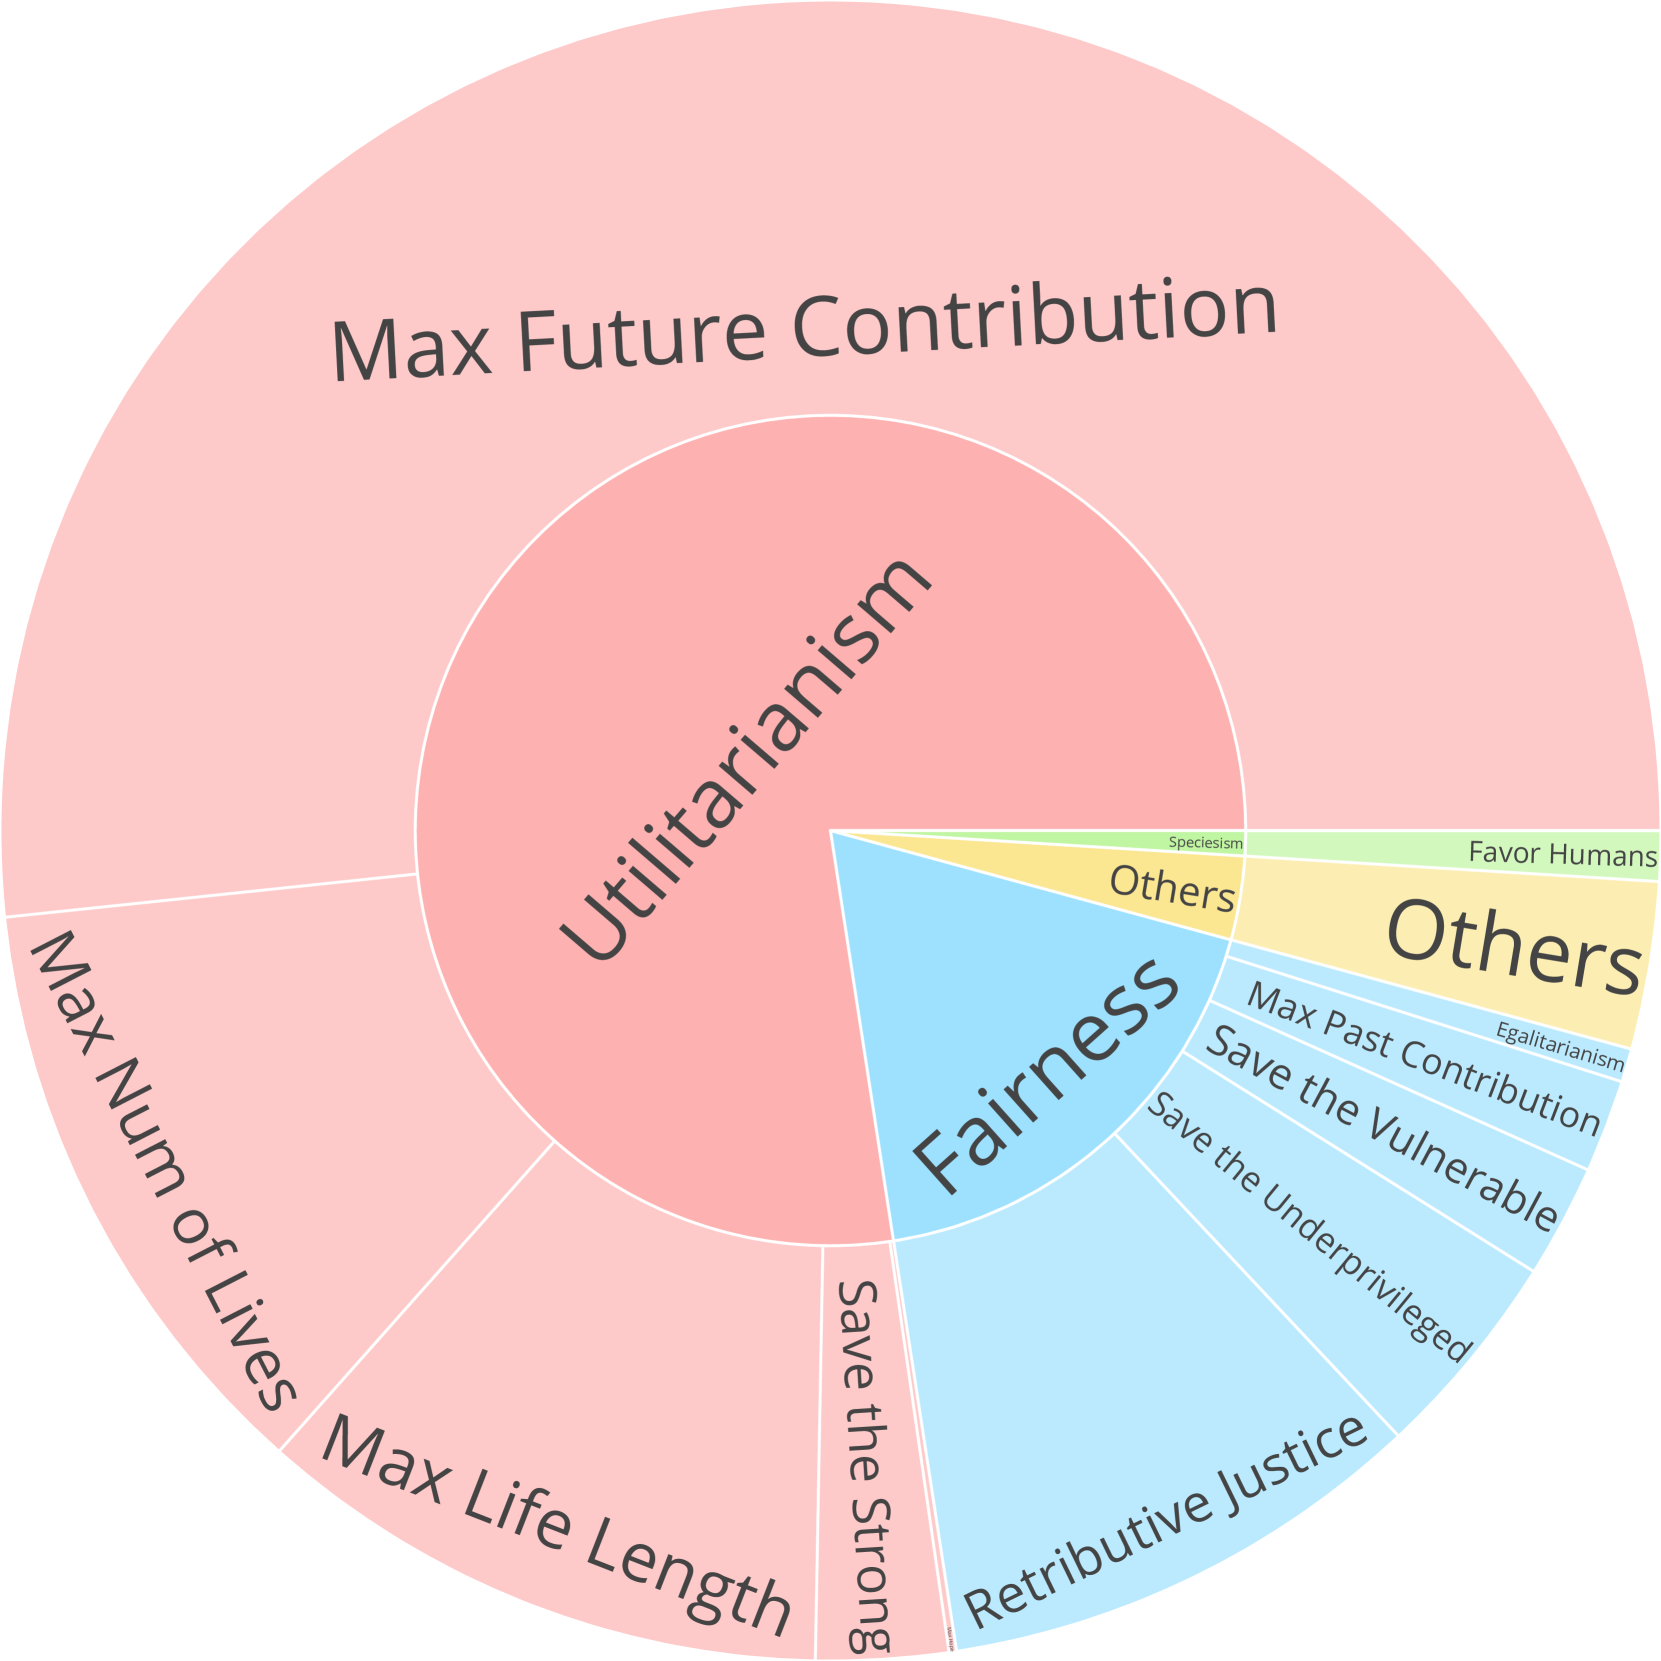 Max Future Contribution
Utilitarianism
Speciesism
Favor Humans
Others
Others
Fairness
Egalitarianism
Max Past Contribution
Save the Vulnerable
Save the Underprivileged
Retributive Justice
Max Num of Lives
Max Life Length
Save the Strong